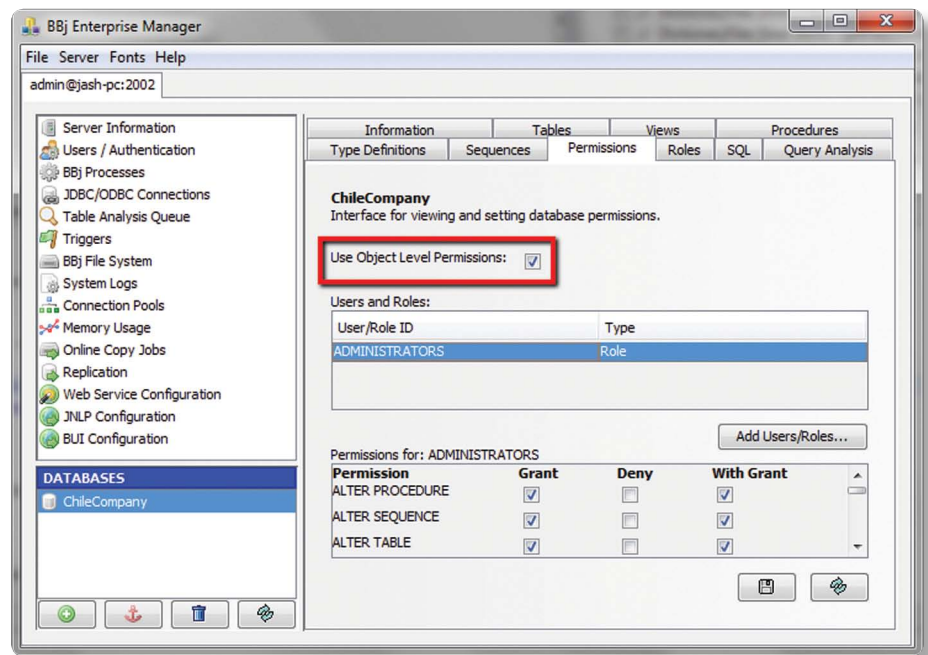 BBj Enterprise Manager
File Server Fonts Help
admin@jash-pc:2002
Server Information
Users / Authentication
BBj Processes
JDBC/ODBC Connections
Table Analysis Queue
Triggers
BBj File System
System Logs
Connection Pools
Memory Usage
Online Copy Jobs
Replication
Web Service Configuration
JNLP Configuration
BUI Configuration
DATABASES
ChileCompany
Information Tables Views Procedures
Type Definitions Sequences Permissions Roles SQL Query Analysis
ChileCompany
Interface for viewing and setting database permissions.
Use Object Level Permissions:
Users and Roles:
User/Role ID Type
ADMINISTRATORS Role
Add Users/Roles...
Permissions for: ADMINISTRATORS
Permission Grant Deny With Grant
ALTER PROCEDURE
ALTER SEQUENCE
ALTER TABLE